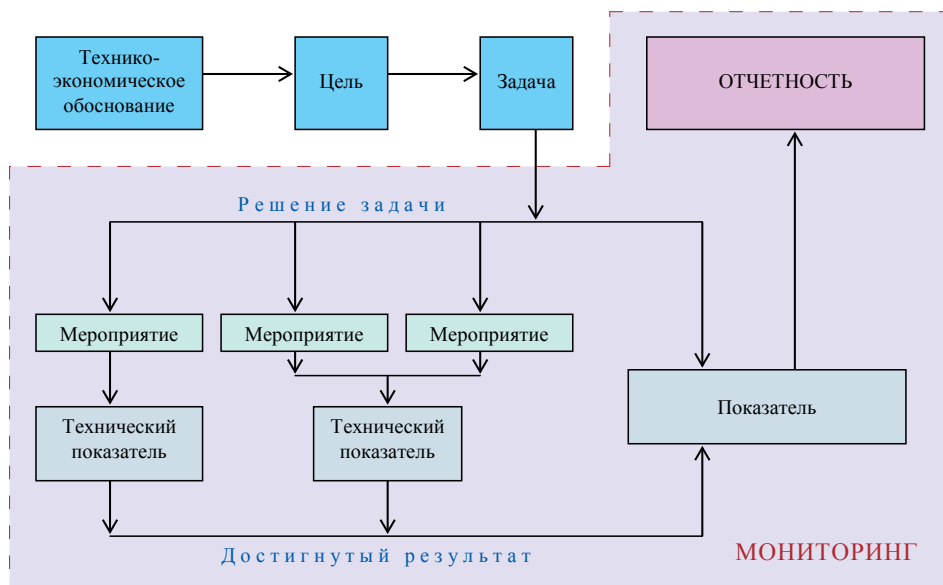 Технико-
экономическое
обоснование
Цель
Задача
ОТЧЕТНОСТЬ
Решение задачи
Мероприятие
Мероприятие
Мероприятие
Технический
показатель
Технический
показатель
Показатель
Достигнутый результат
МОНИТОРИНГ